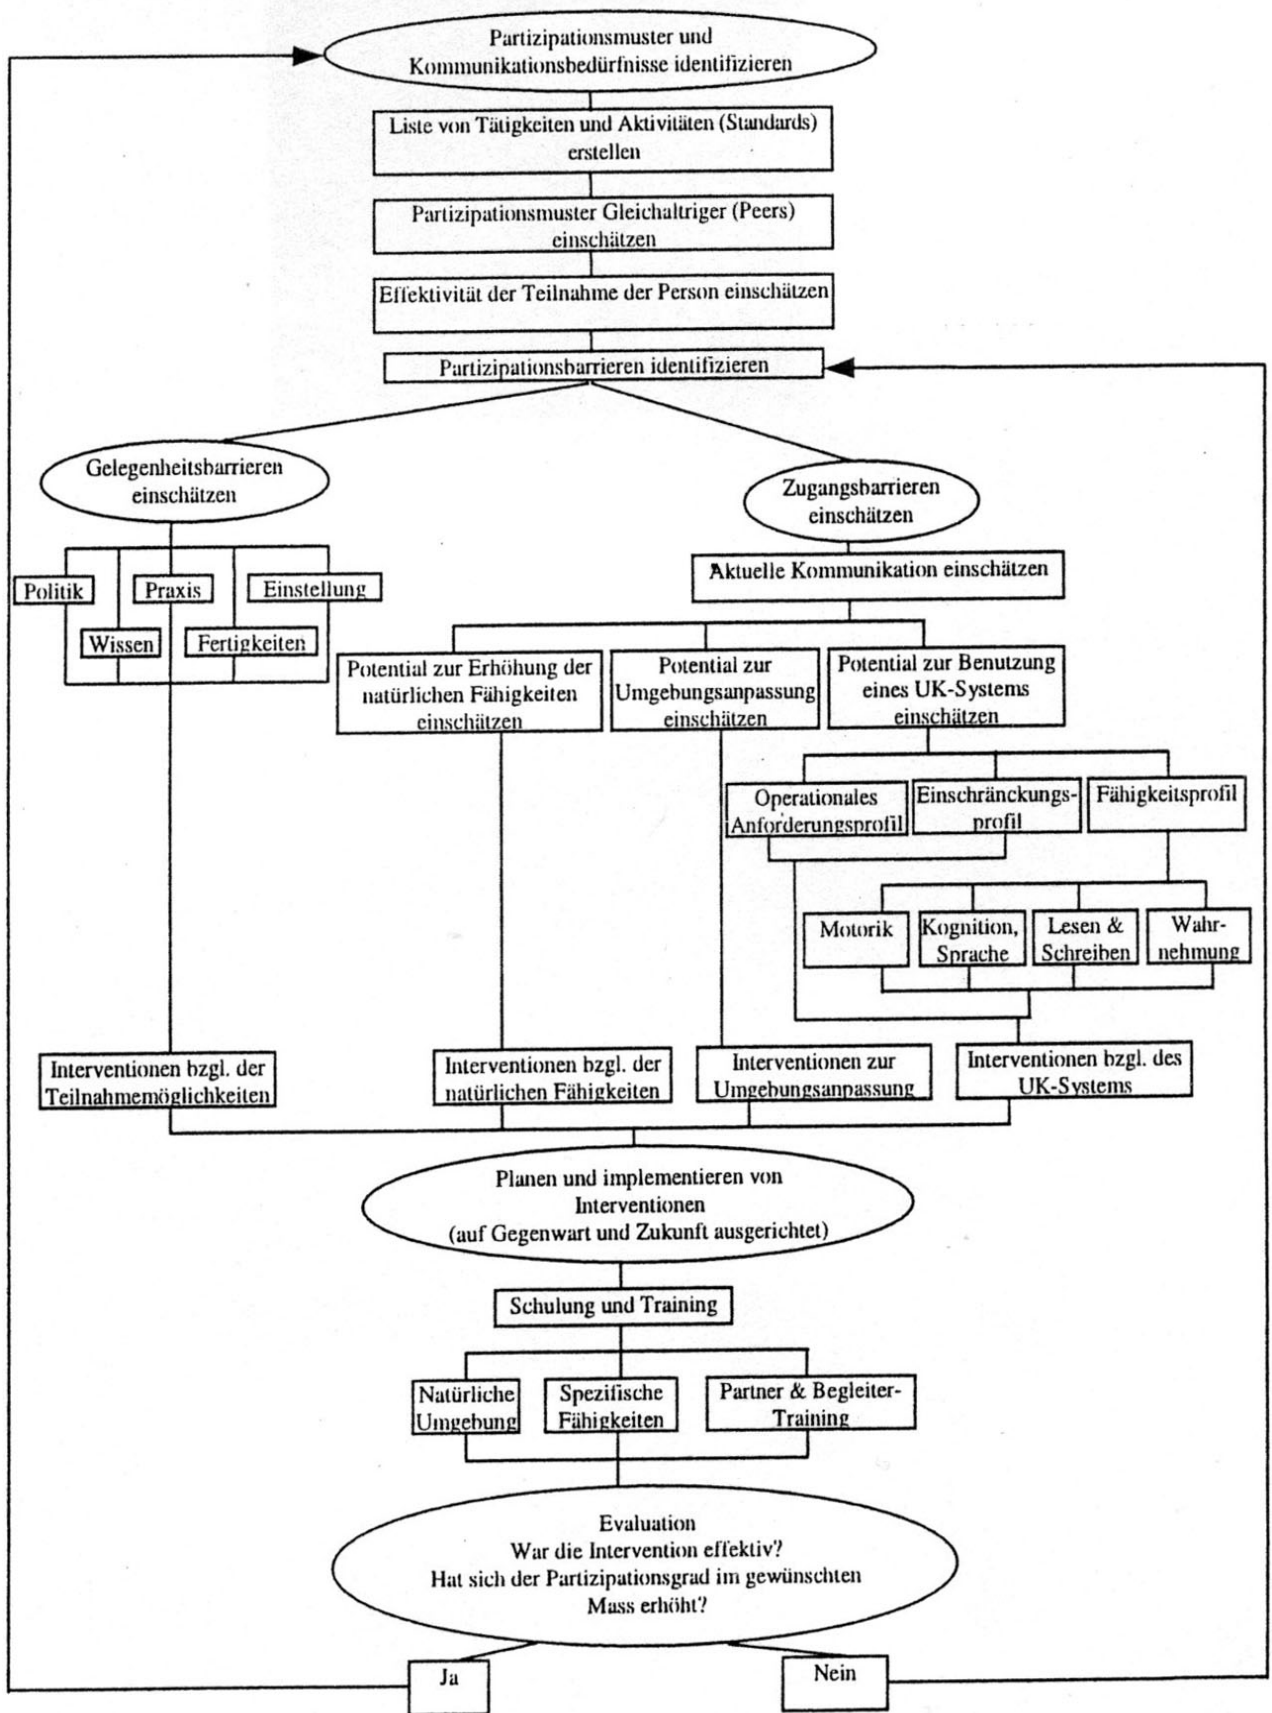 Partizipationsmuster und
Kommunikationsbedürfnisse identifizieren
Liste von Tätigkeiten und Aktivitäten (Standards)
erstellen
Partizipationsmuster Gleichaltriger (Peers)
einschätzen
Effektivität der Teilnahme der Person einschätzen
Partizipationsbarrieren identifizieren
Gelegenheitsbarrieren
einschätzen
Zugangsbarrieren
einschätzen
Politik
Praxis
Einstellung
Wissen
Fertigkeiten
Aktuelle Kommunikation einschätzen
Potential zur Erhöhung der
natürlichen Fähigkeiten
einschätzen
Potential zur
Umgebungsanpassung
einschätzen
Potential zur Benutzung
eines UK-Systems
einschätzen
Operationales
Anforderungsprofil
Einschränckungs-
profil
Fähigkeitsprofil
Motorik
Kognition,
Sprache
Lesen &
Schreiben
Wahr-
nehmung
Interventionen bzgl. der
Teilnahmemöglichkeiten
Interventionen bzgl. der
natürlichen Fähigkeiten
Interventionen zur
Umgebungsanpassung
Interventionen bzgl. des
UK-Systems
Planen und implementieren von
Interventionen
(auf Gegenwart und Zukunft ausgerichtet)
Schulung und Training
Natürliche
Umgebung
Spezifische
Fähigkeiten
Partner & Begleiter-
Training
Evaluation
War die Intervention effektiv?
Hat sich der Partizipationsgrad im gewünschten
Mass erhöht?
Ja
Nein